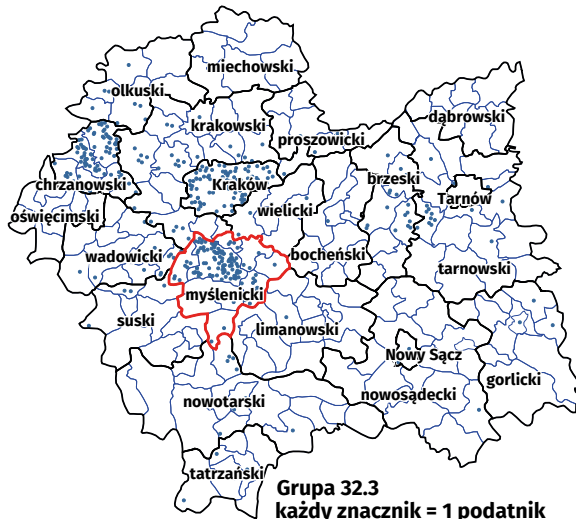 miechowski
olkuski
dąbrowski
krakowski
proszowicki
chrzanowski
Kraków
brzeski
Tarnów
oświęcimski
wielicki
wadowicki
bocheński
tarnowski
myślenicki
suski
limanowski
Nowy Sącz
gorlicki
nowotarski
nowosądecki
tatrzański
Grupa 32.3
każdy znacznik = 1 podatnik